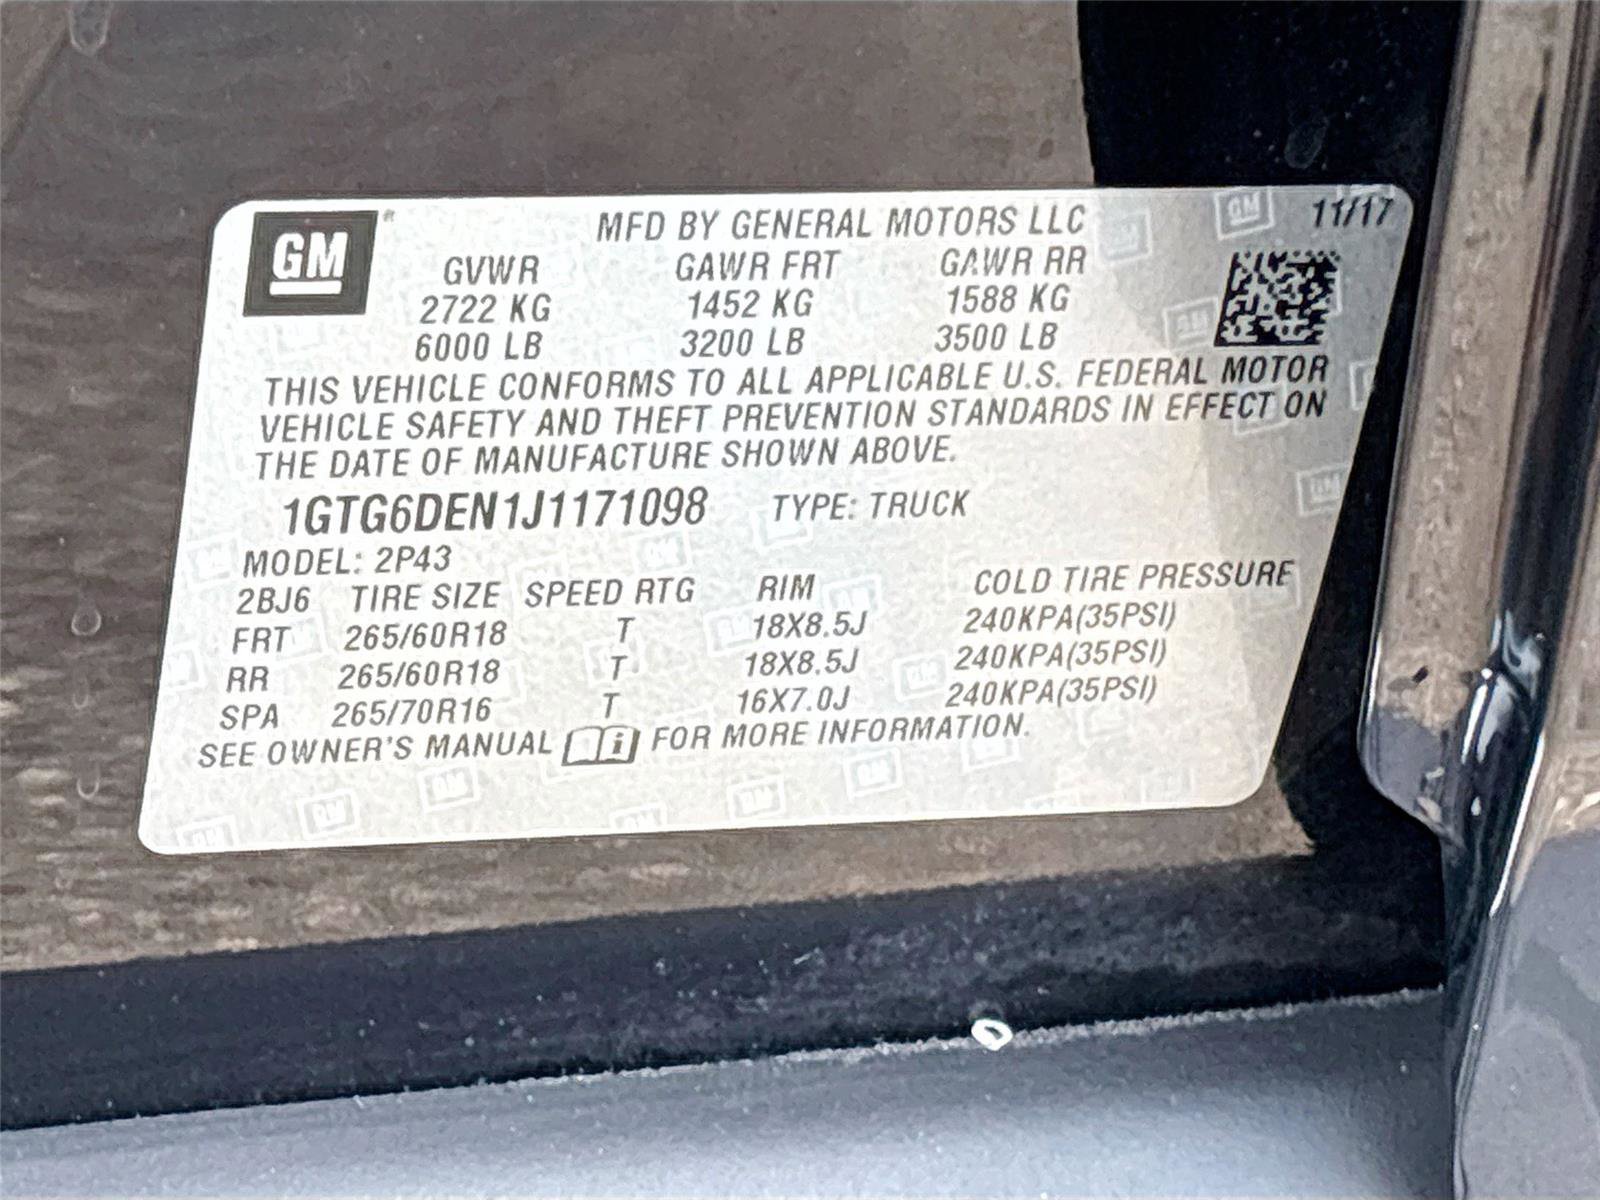 GM
MFD BY GENERAL MOTORS LLC 11/17
GVWR GAWR FRT GAWR RR
2722 KG 1452 KG 1588 KG
6000 LB 3200 LB 3500 LB
THIS VEHICLE CONFORMS TO ALL APPLICABLE U.S. FEDERAL MOTOR
VEHICLE SAFETY AND THEFT PREVENTION STANDARDS IN EFFECT ON
THE DATE OF MANUFACTURE SHOWN ABOVE.
1GTG6DEN1J1171098 TYPE: TRUCK
MODEL: 2P43
2BJ6 TIRE SIZE SPEED RTG RIM COLD TIRE PRESSURE
FRT 265/60R18 T 18X8.5J 240KPA(35PSI)
RR 265/60R18 T 18X8.5J 240KPA(35PSI)
SPA 265/70R16 T 16X7.0J 240KPA(35PSI)
SEE OWNER'S MANUAL i FOR MORE INFORMATION.